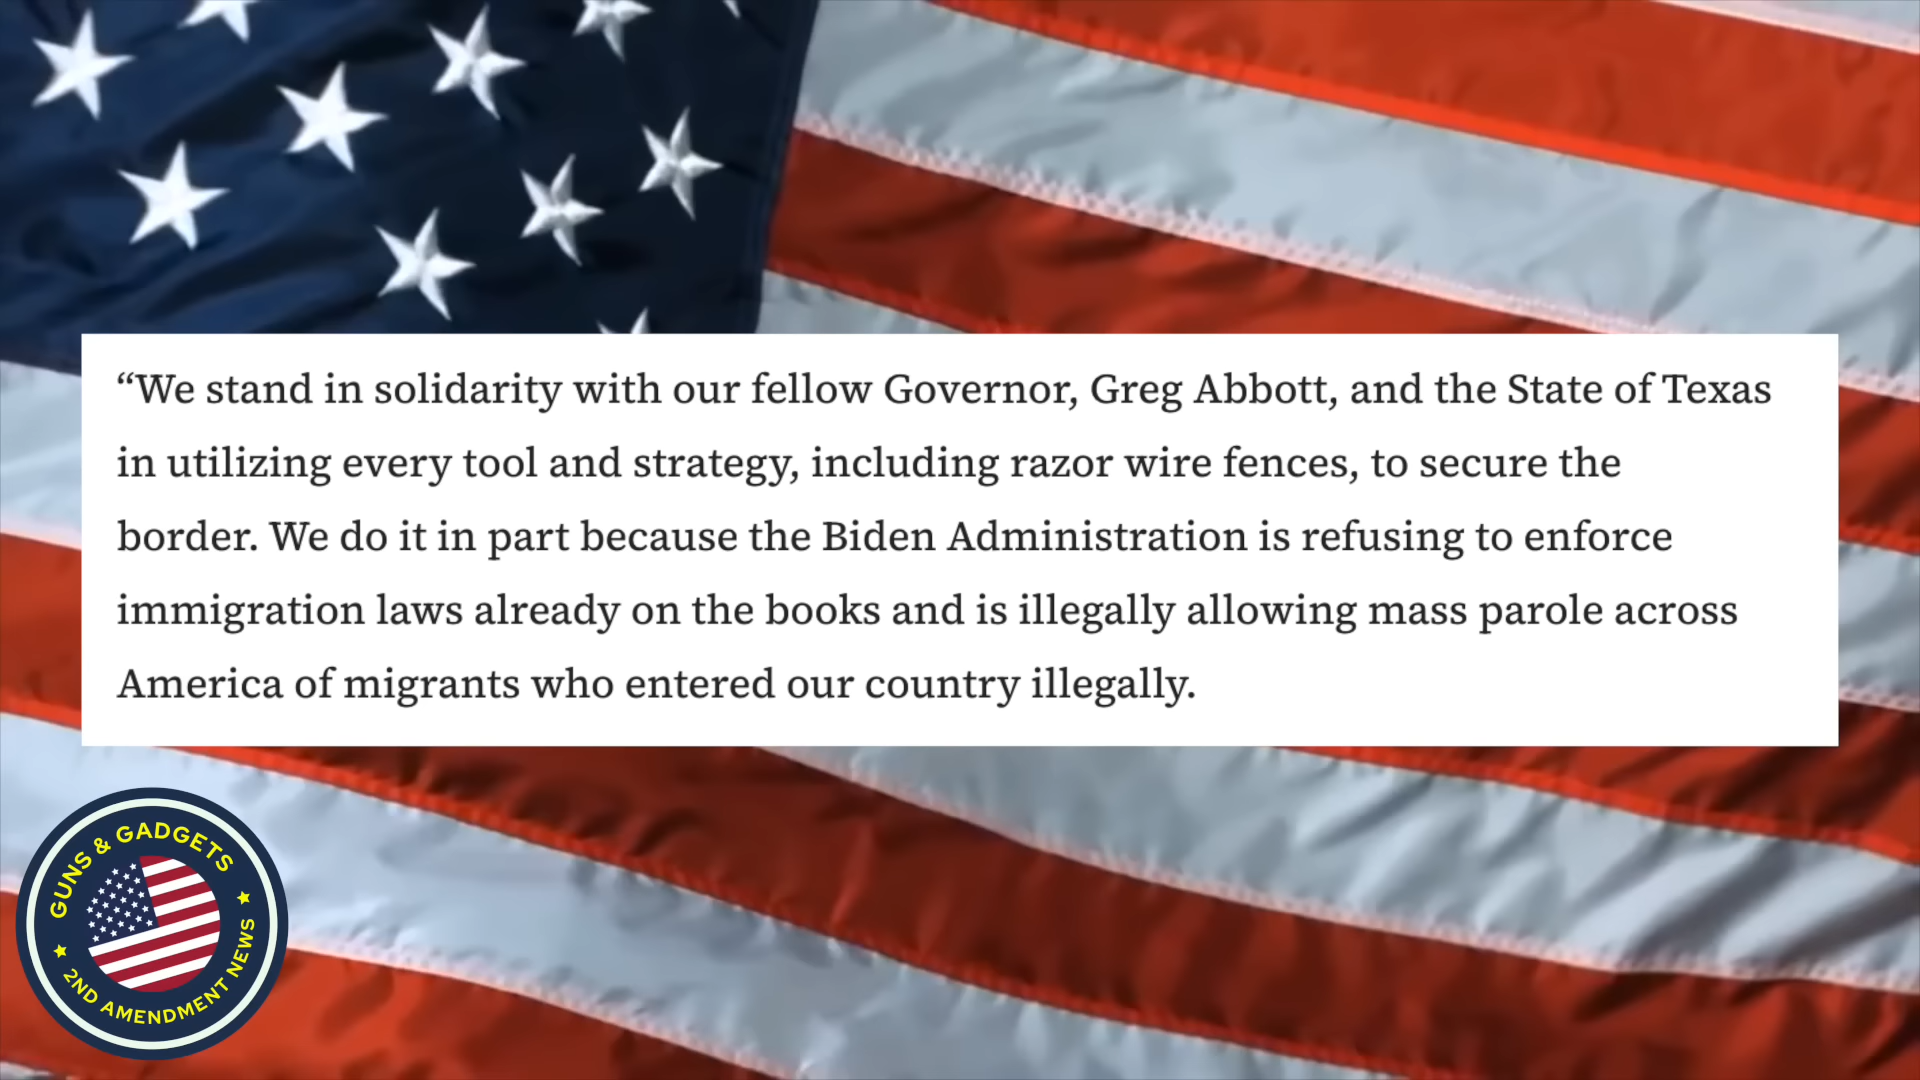 “We stand in solidarity with our fellow Governor, Greg Abbott, and the State of Texas
in utilizing every tool and strategy, including razor wire fences, to secure the
border. We do it in part because the Biden Administration is refusing to enforce
immigration laws already on the books and is illegally allowing mass parole across
America of migrants who entered our country illegally.
GUNS & GADGETS
2ND AMENDMENT NEWS